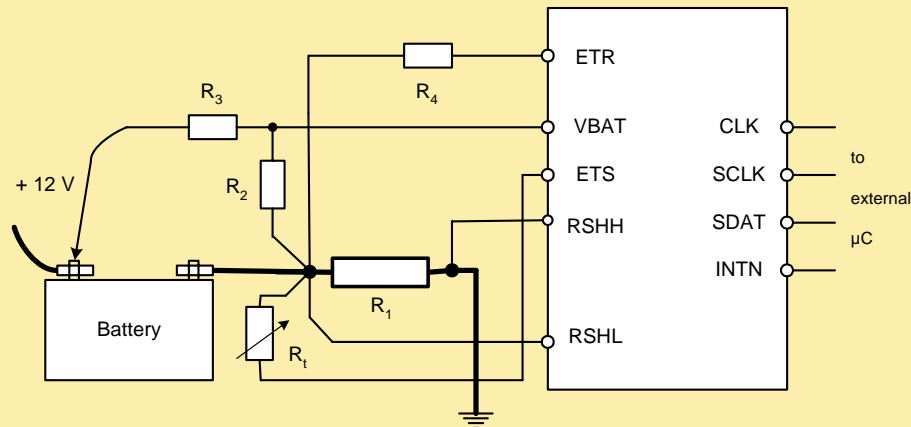 ETR
R4
R3
VBAT
CLK
to
+ 12 V
R2
ETS
SCLK
external
RSHH
SDAT
µC
INTN
R1
Battery
Rt
RSHL